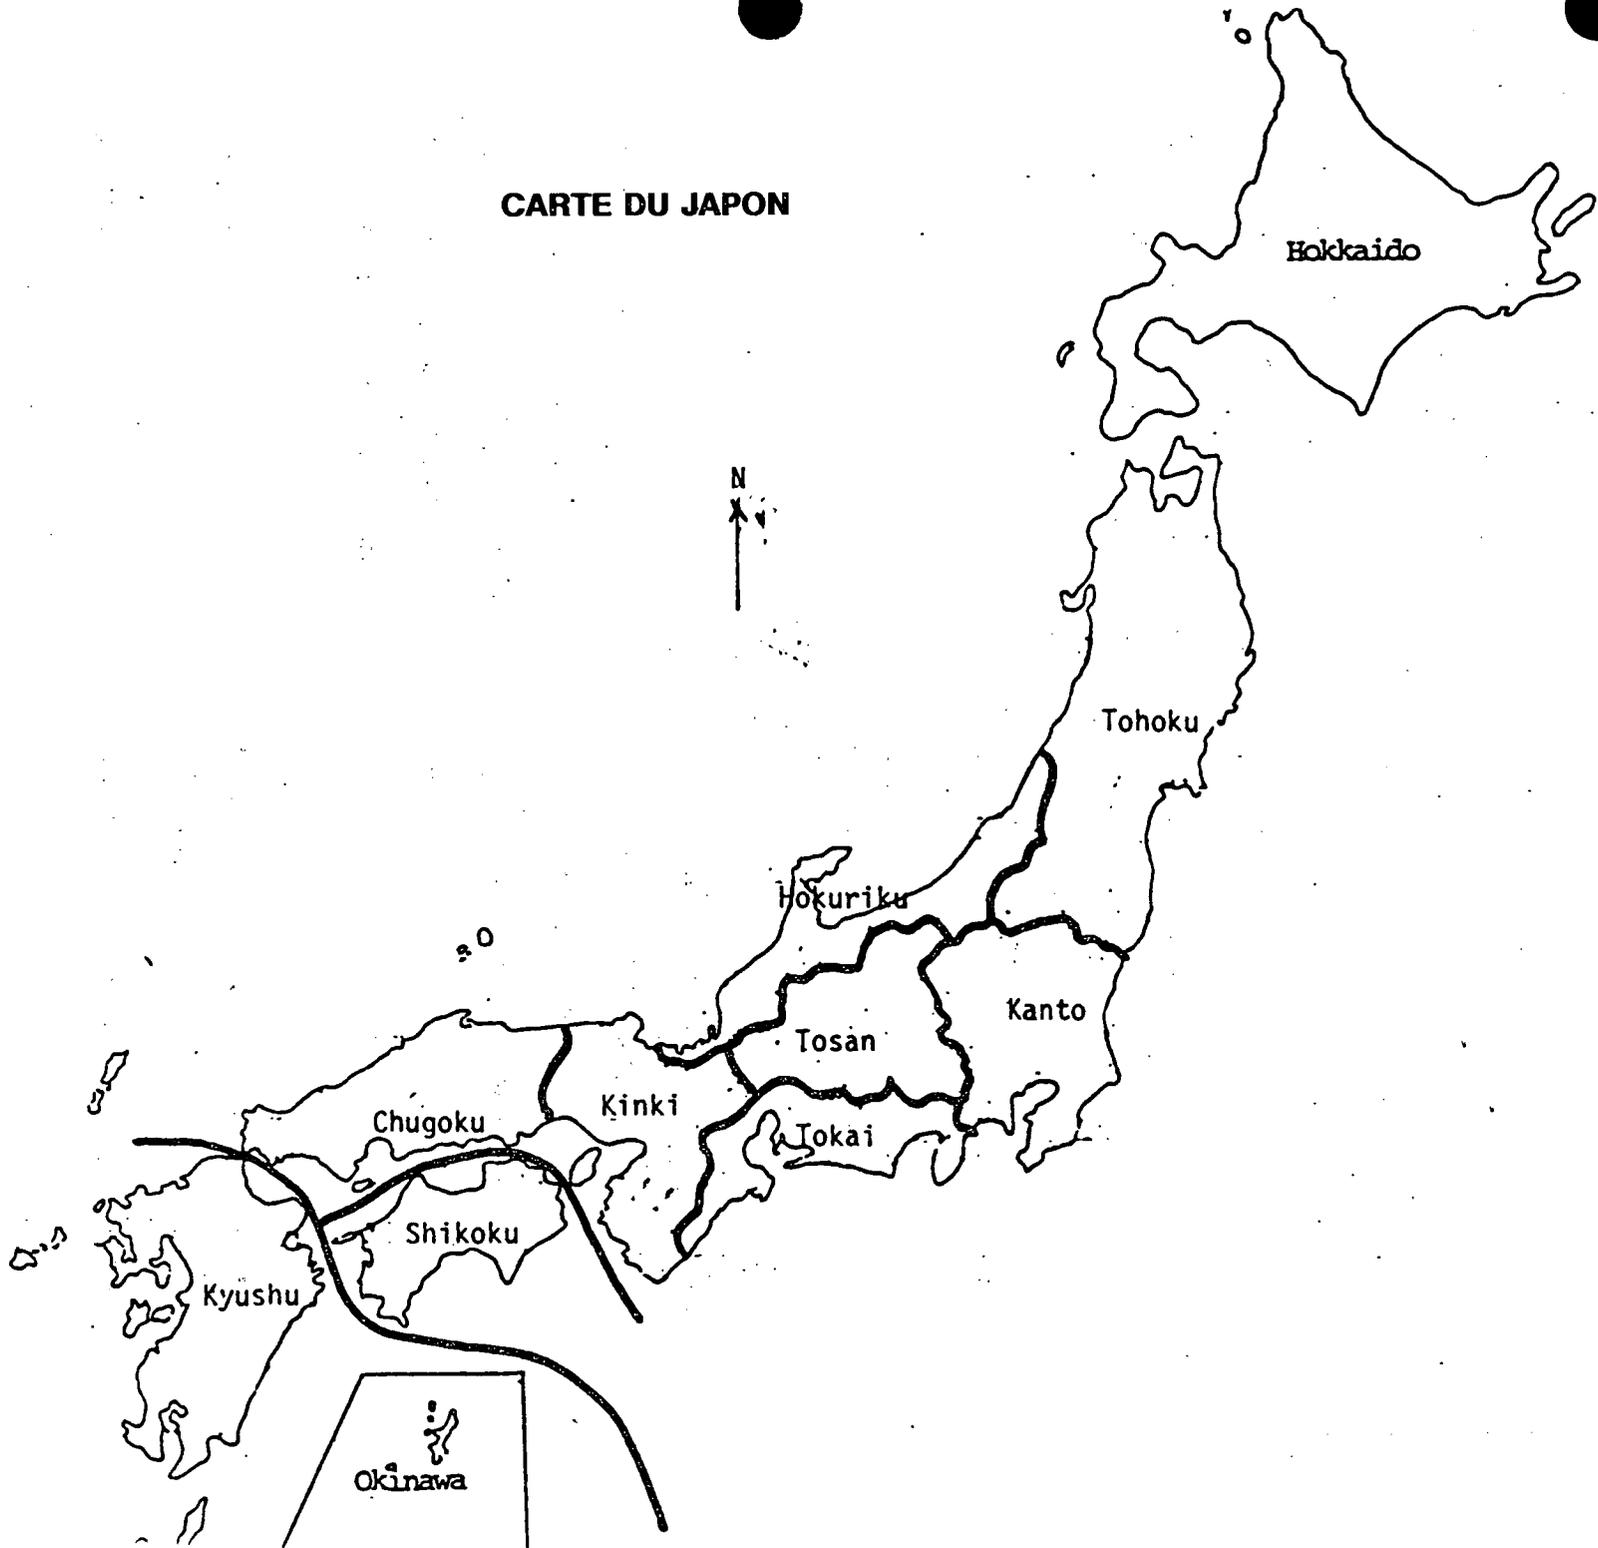 CARTE DU JAPON
Hokkaido
N
Tohoku
Hokuriku
Kanto
Tosan
Kinki
Chugoku
Tokai
Shikoku
Kyushu
Okinawa